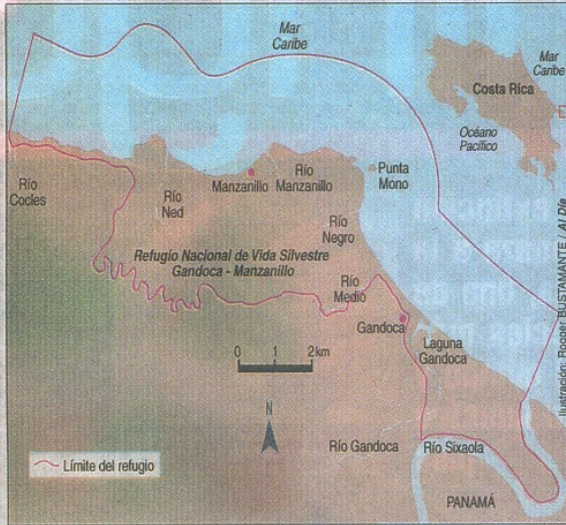 Mar
Caribe
Mar
Caribe
Costa Rica
Océano
Pacífico
Río
Cocles
Río
Ned
Manzanillo
Río
Manzanillo
Punta
Mono
Río
Negro
Refugio Nacional de Vida Silvestre
Gandoca - Manzanillo
Río
Medio
Gandoca
Laguna
Gandoca
0 1 2km
N
Río Gandoca
Río Sixaola
Límite del refugio
PANAMÁ
Ilustración: Rooger BUSTAMANTE / Al Día